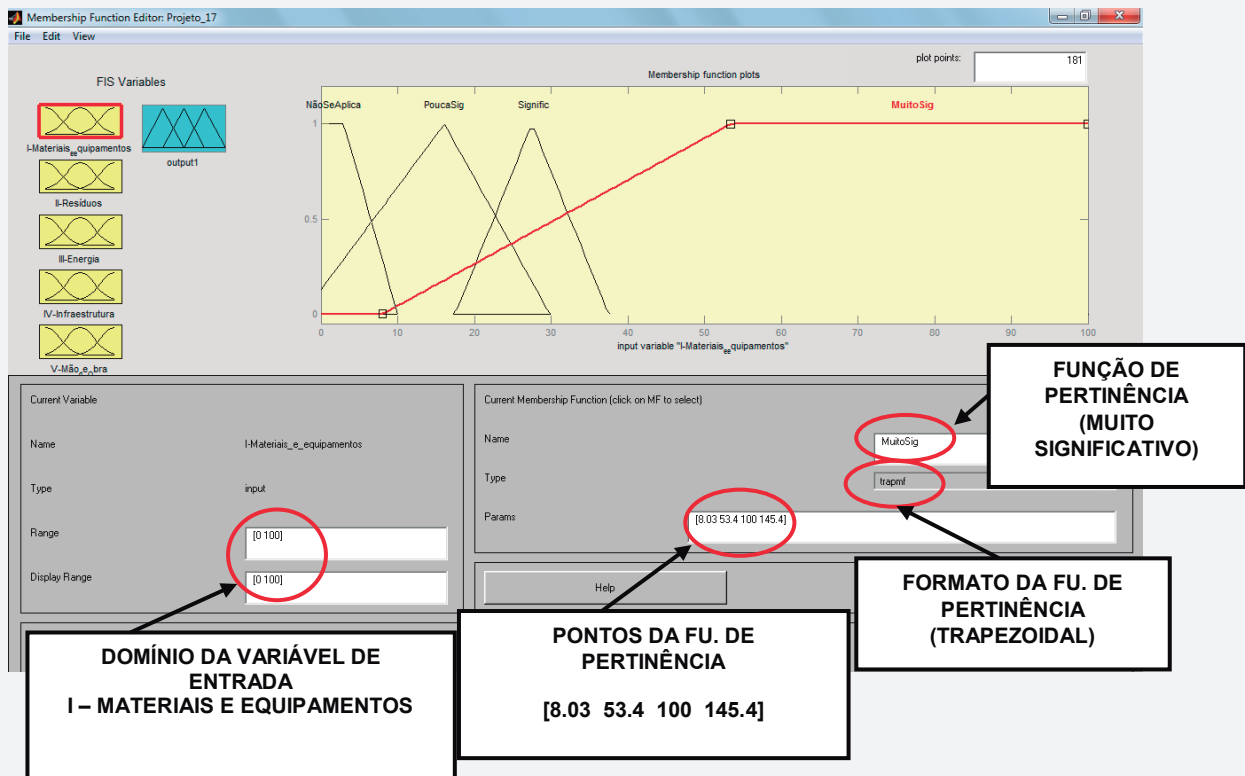 Membership Function Editor: Projeto_17
File Edit View
FIS Variables
plot points:
181
Membership function plots
NãoSeAplica PoucaSig Signific MuitoSig
1
0.5
0
0 10 20 30 40 50 60 70 80 90 100
input variable "I-Materiais_ee_quipamentos"
I-Materiais_ee_quipamentos
output1
II-Resíduos
III-Energia
IV-Infraestrutura
V-Mão_ee_obra
Current Variable
Name I-Materiais_e_equipamentos
Type input
Range [0 100]
Display Range [0 100]
Current Membership Function (click on MF to select)
Name MuitoSig
Type trapmf
Params [8.03 53.4 100 145.4]
Help
FUNÇÃO DE
PERTINÊNCIA
(MUITO
SIGNIFICATIVO)
FORMATO DA FU. DE
PERTINÊNCIA
(TRAPEZOIDAL)
PONTOS DA FU. DE
PERTINÊNCIA
[8.03 53.4 100 145.4]
DOMÍNIO DA VARIÁVEL DE
ENTRADA
I – MATERIAIS E EQUIPAMENTOS